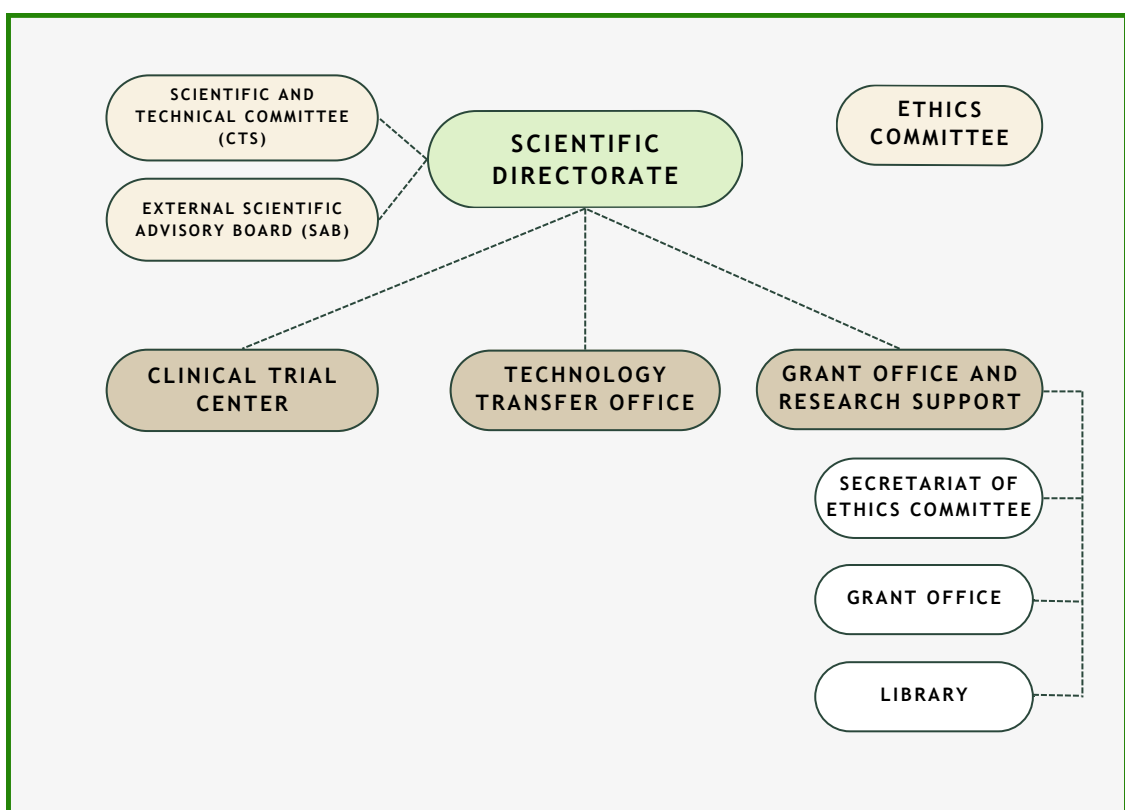 SCIENTIFIC AND
TECHNICAL COMMITTEE
(CTS)
EXTERNAL SCIENTIFIC
ADVISORY BOARD (SAB)
SCIENTIFIC
DIRECTORATE
ETHICS
COMMITTEE
CLINICAL TRIAL
CENTER
TECHNOLOGY
TRANSFER OFFICE
GRANT OFFICE AND
RESEARCH SUPPORT
SECRETARIAT OF
ETHICS COMMITTEE
GRANT OFFICE
LIBRARY